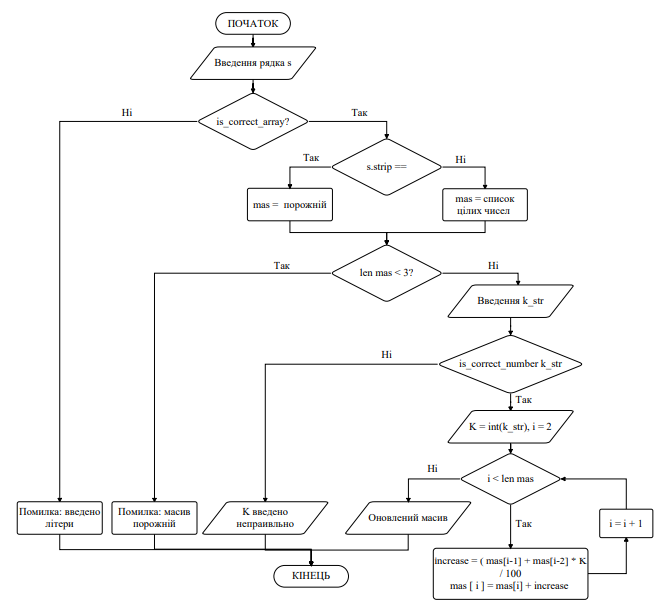 ПОЧАТОК
Введення рядка s
is_correct_array?
Ні
Так
s.strip ==
Так
Ні
mas = порожній
mas = список
цілих чисел
len mas < 3?
Так
Ні
Введення k_str
is_correct_number k_str
Ні
Так
K = int(k_str), i = 2
i < len mas
Ні
Так
Помилка: введено
літери
Помилка: масив
порожній
K введено
непраивльно
Оновлений масив
i = i + 1
increase = ( mas[i-1] + mas[i-2] * K
/ 100
mas [ i ] = mas[i] + increase
КІНЕЦЬ